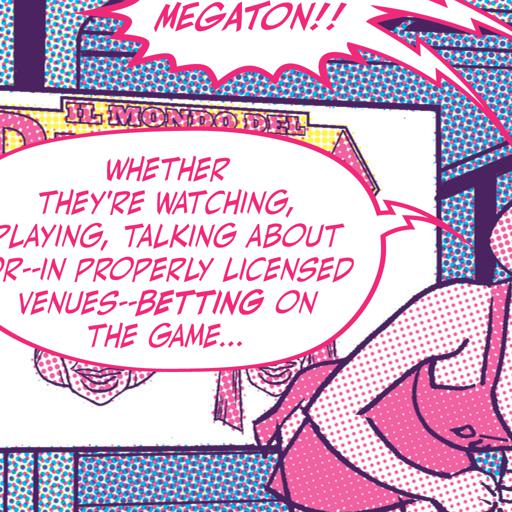 MEGATON!!
IL MONDO DEL
WHETHER
THEY'RE WATCHING,
PLAYING, TALKING ABOUT
OR--IN PROPERLY LICENSED
VENUES--BETTING ON
THE GAME...